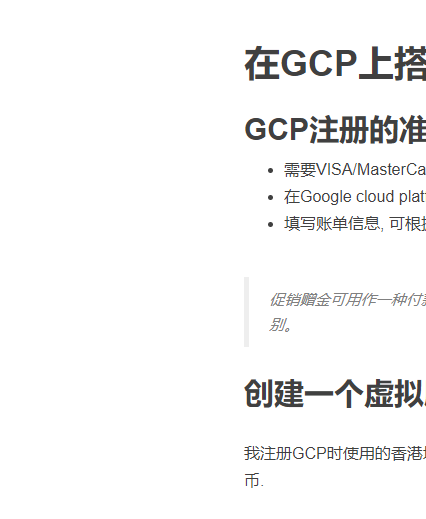 在GCP上搭
GCP注册的准
需要VISA/MasterCa
在Google cloud plat
填写账单信息, 可根据
促销赠金可用作一种付款
别。
创建一个虚拟
我注册GCP时使用的香港
币.